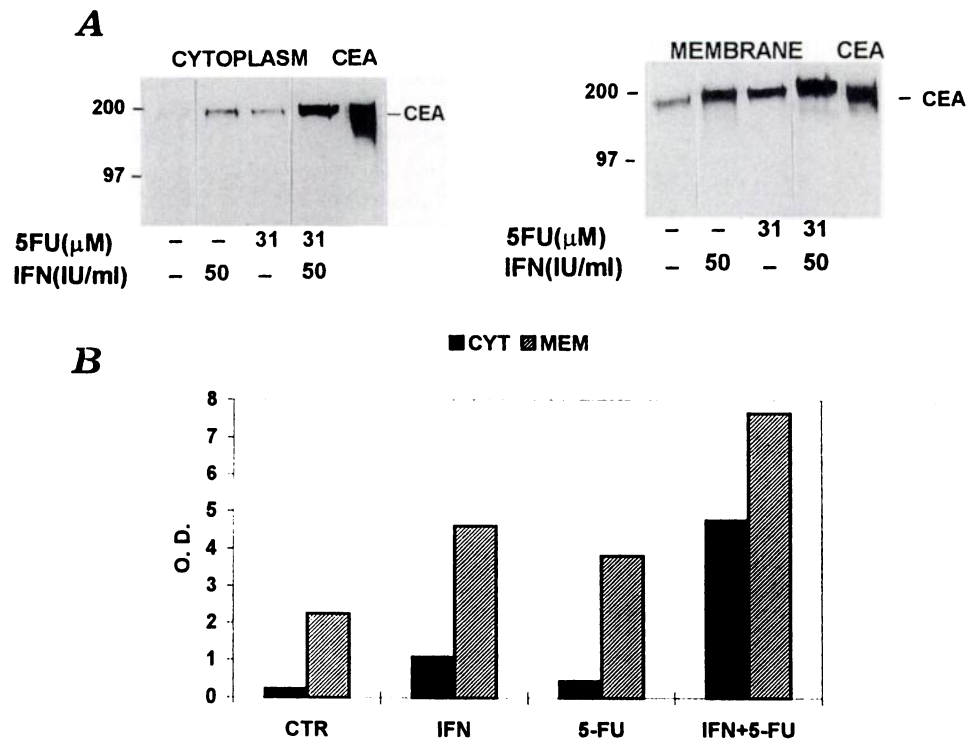 A
CYTOPLASM CEA
200
97
CEA
5FU(μM) – – 31 31
IFN(IU/ml) – 50 – 50
MEMBRANE CEA
200
97
CEA
5FU(μM) – – 31 31
IFN(IU/ml) – 50 – 50
B
CYT MEM
8
7
6
5
4
3
2
1
0
O. D.
CTR IFN 5-FU IFN+5-FU